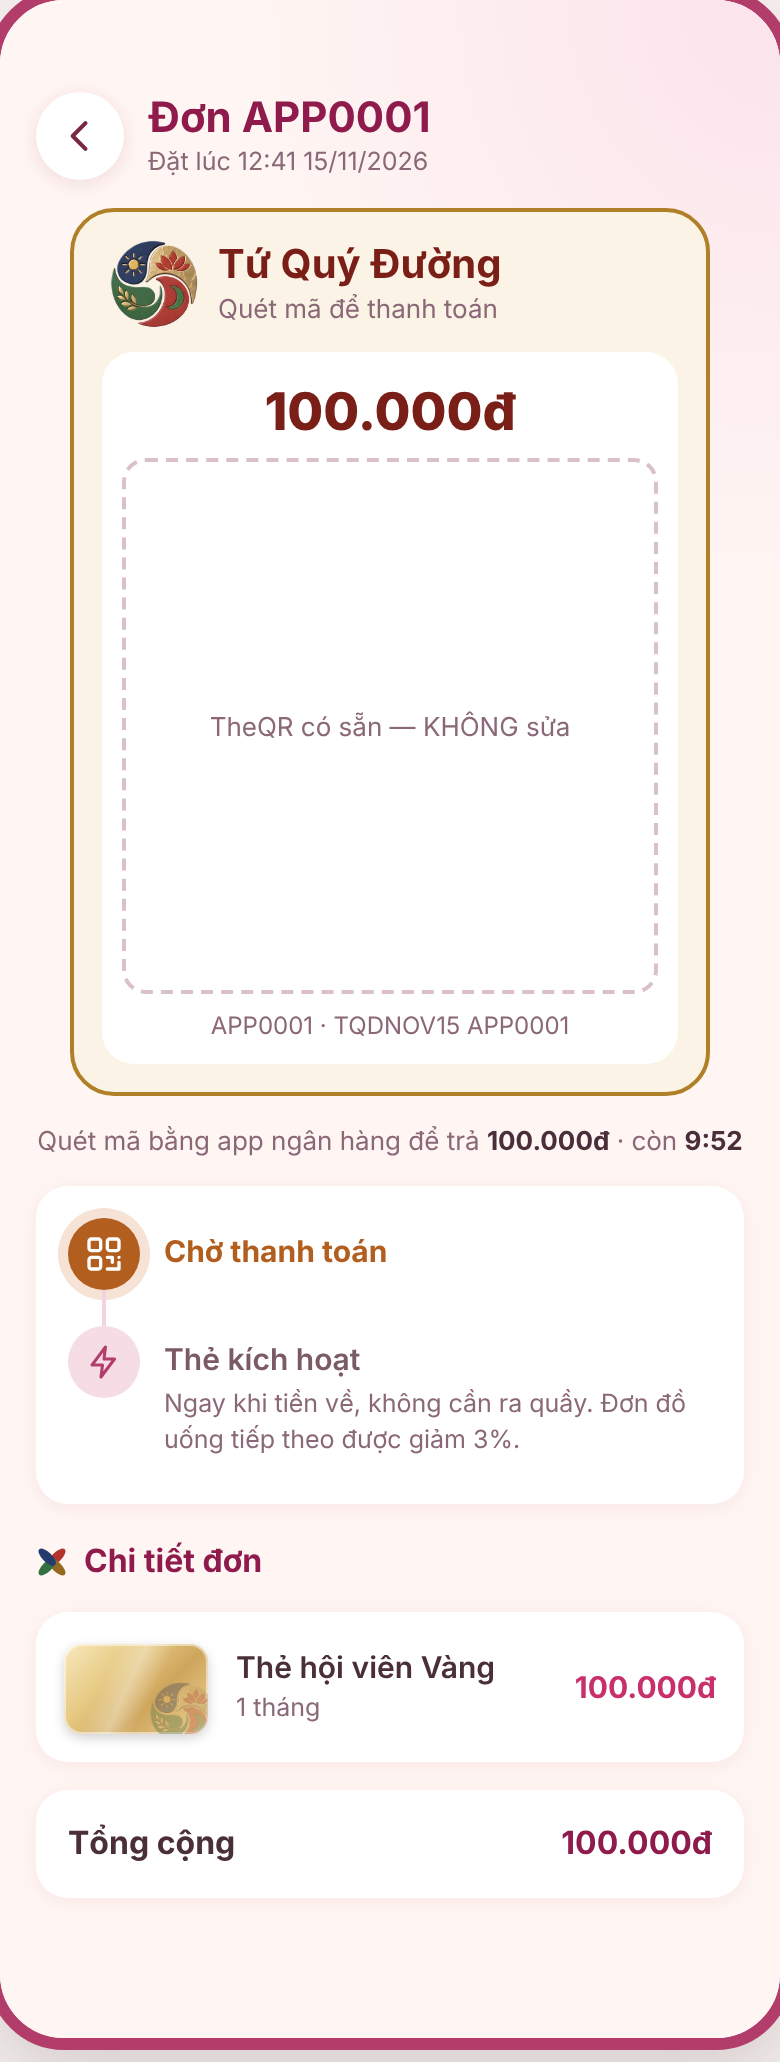 Đơn APP0001
Đặt lúc 12:41 15/11/2026
Tứ Quý Đường
Quét mã để thanh toán
100.000đ
TheQR có sẵn — KHÔNG sửa
APP0001 · TQDNOV15 APP0001
Quét mã bằng app ngân hàng để trả 100.000đ · còn 9:52
Chờ thanh toán
Thẻ kích hoạt
Ngay khi tiền về, không cần ra quầy. Đơn đồ
uống tiếp theo được giảm 3%.
Chi tiết đơn
Thẻ hội viên Vàng
1 tháng
100.000đ
Tổng cộng
100.000đ